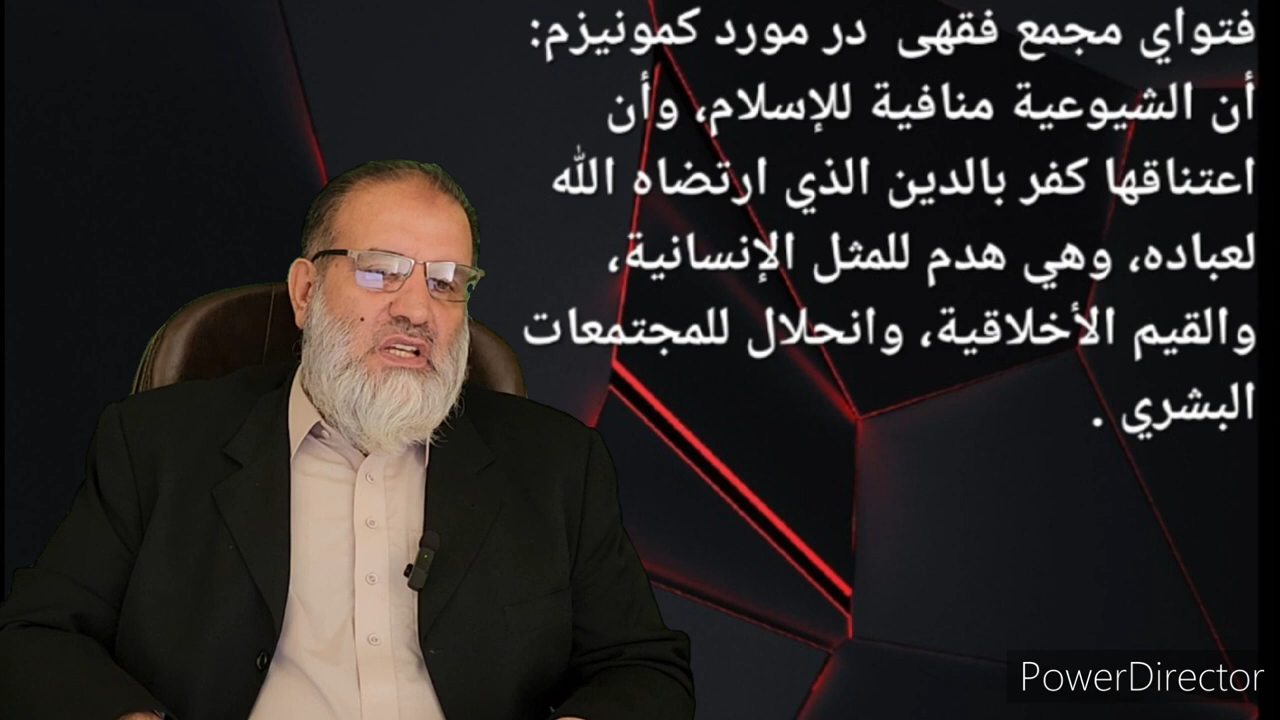 فتواي مجمع فقهى در مورد كمونيزم:
أن الشيوعية منافية للإسلام، وأن
اعتناقها كفر بالدين الذي ارتضاه الله
لعباده، وهي هدم للمثل الإنسانية،
والقيم الأخلاقية، وانحلال للمجتمعات
البشري .
PowerDirector